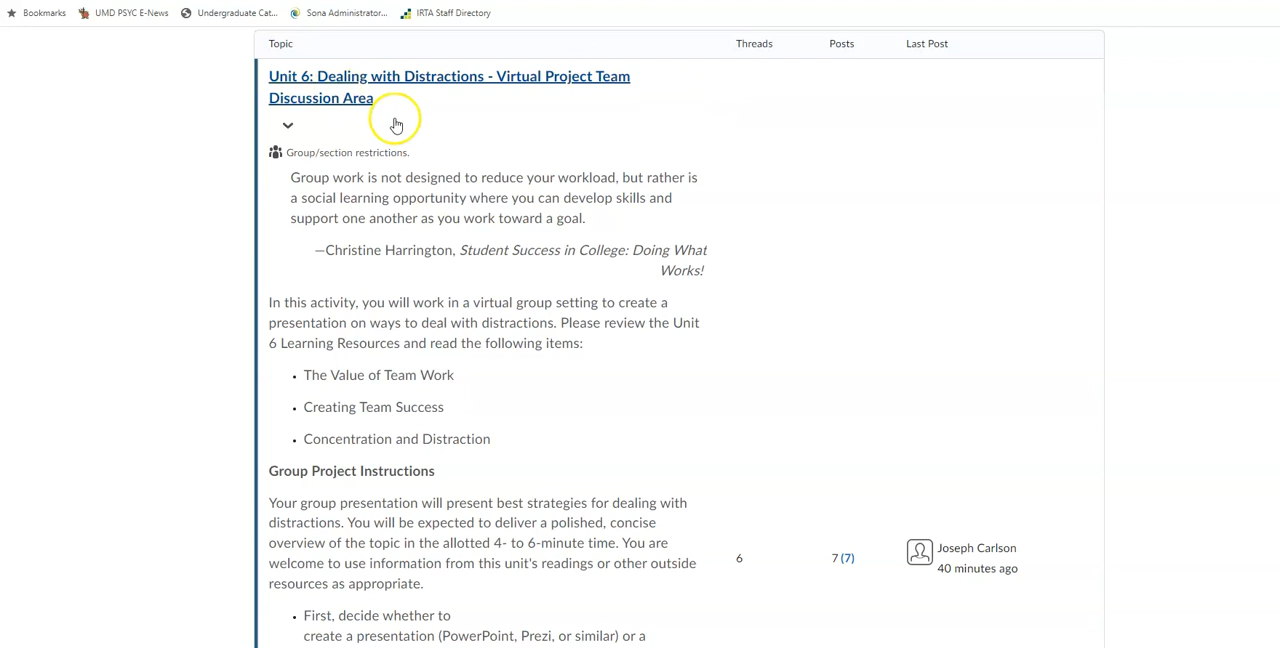 Bookmarks UMD PSYC E-News Undergraduate Cat... Sona Administrator... IRTA Staff Directory
Topic Threads Posts Last Post
Unit 6: Dealing with Distractions - Virtual Project Team
Discussion Area
Group/section restrictions.
Group work is not designed to reduce your workload, but rather is
a social learning opportunity where you can develop skills and
support one another as you work toward a goal.
—Christine Harrington, Student Success in College: Doing What
Works!
In this activity, you will work in a virtual group setting to create a
presentation on ways to deal with distractions. Please review the Unit
6 Learning Resources and read the following items:
• The Value of Team Work
• Creating Team Success
• Concentration and Distraction
Group Project Instructions
Your group presentation will present best strategies for dealing with
distractions. You will be expected to deliver a polished, concise
overview of the topic in the allotted 4- to 6-minute time. You are
welcome to use information from this unit's readings or other outside
resources as appropriate.
6 7 (7) Joseph Carlson
40 minutes ago
• First, decide whether to
create a presentation (PowerPoint, Prezi, or similar) or a